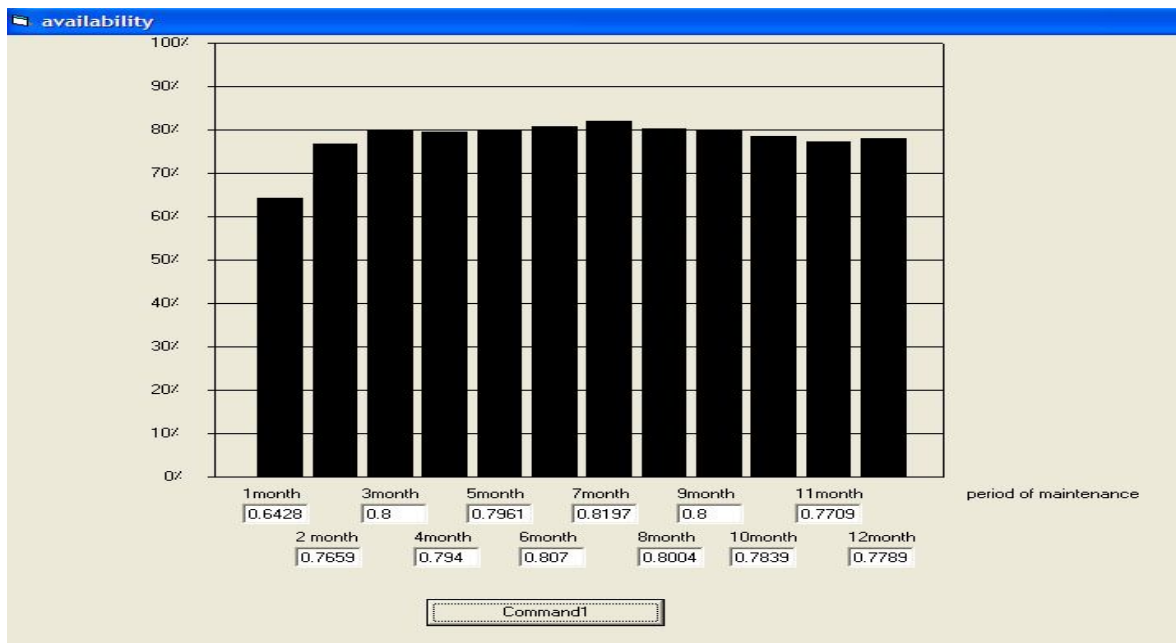 availability
100%
90%
80%
70%
60%
50%
40%
30%
20%
10%
0%
1month 3month 5month 7month 9month 11month period of maintenance
0.6428 0.8 0.7961 0.8197 0.8 0.7709
2 month 4month 6month 8month 10month 12month
0.7659 0.794 0.807 0.8004 0.7839 0.7789
Command1